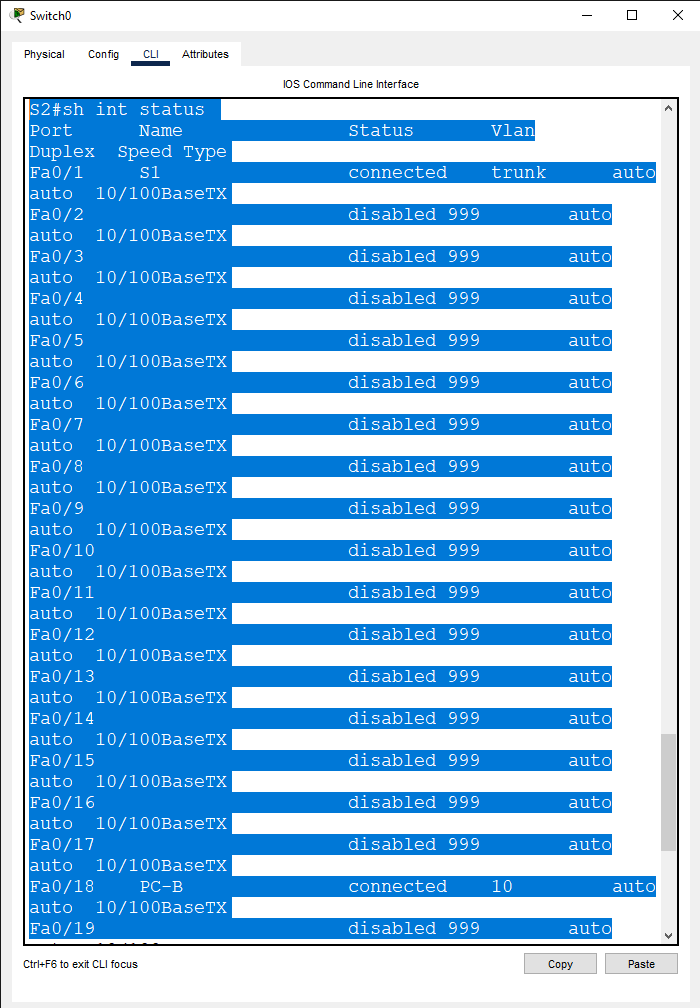 Switch0
Physical Config CLI Attributes
IOS Command Line Interface
S2#sh int status
Port Name Status Vlan
Duplex Speed Type
Fa0/1 S1 connected trunk auto
auto 10/100BaseTX
Fa0/2 disabled 999 auto
auto 10/100BaseTX
Fa0/3 disabled 999 auto
auto 10/100BaseTX
Fa0/4 disabled 999 auto
auto 10/100BaseTX
Fa0/5 disabled 999 auto
auto 10/100BaseTX
Fa0/6 disabled 999 auto
auto 10/100BaseTX
Fa0/7 disabled 999 auto
auto 10/100BaseTX
Fa0/8 disabled 999 auto
auto 10/100BaseTX
Fa0/9 disabled 999 auto
auto 10/100BaseTX
Fa0/10 disabled 999 auto
auto 10/100BaseTX
Fa0/11 disabled 999 auto
auto 10/100BaseTX
Fa0/12 disabled 999 auto
auto 10/100BaseTX
Fa0/13 disabled 999 auto
auto 10/100BaseTX
Fa0/14 disabled 999 auto
auto 10/100BaseTX
Fa0/15 disabled 999 auto
auto 10/100BaseTX
Fa0/16 disabled 999 auto
auto 10/100BaseTX
Fa0/17 disabled 999 auto
auto 10/100BaseTX
Fa0/18 PC-B connected 10 auto
auto 10/100BaseTX
Fa0/19 disabled 999 auto
Ctrl+F6 to exit CLI focus
Copy Paste